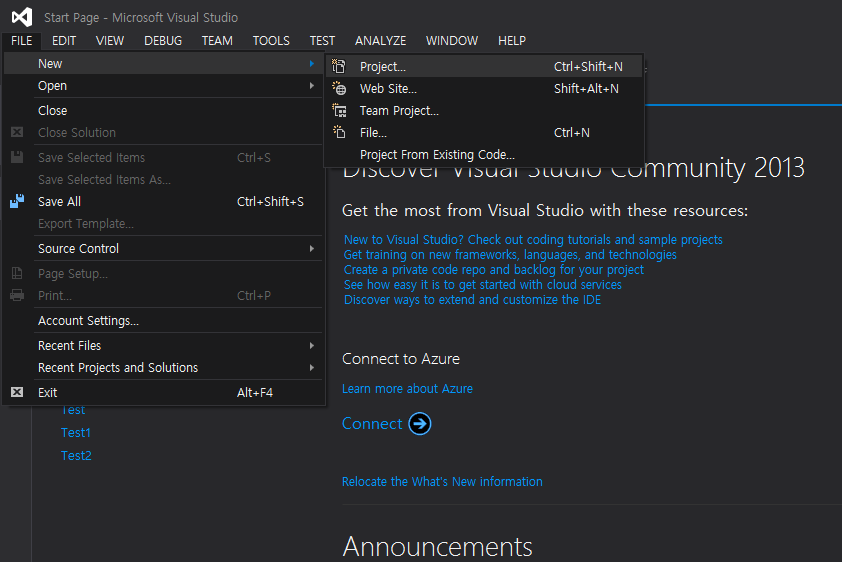 Start Page - Microsoft Visual Studio
FILE EDIT VIEW DEBUG TEAM TOOLS TEST ANALYZE WINDOW HELP
New
Open
Close
Close Solution
Save Selected Items Ctrl+S
Save Selected Items As...
Save All Ctrl+Shift+S
Export Template...
Source Control
Page Setup...
Print... Ctrl+P
Account Settings...
Recent Files
Recent Projects and Solutions
Exit Alt+F4
Project... Ctrl+Shift+N
Web Site... Shift+Alt+N
Team Project...
File... Ctrl+N
Project From Existing Code...
Test
Test1
Test2
Discover Visual Studio Community 2013
Get the most from Visual Studio with these resources:
New to Visual Studio? Check out coding tutorials and sample projects
Get training on new frameworks, languages, and technologies
Create a private code repo and backlog for your project
See how easy it is to get started with cloud services
Discover ways to extend and customize the IDE
Connect to Azure
Learn more about Azure
Connect
Relocate the What's New information
Announcements